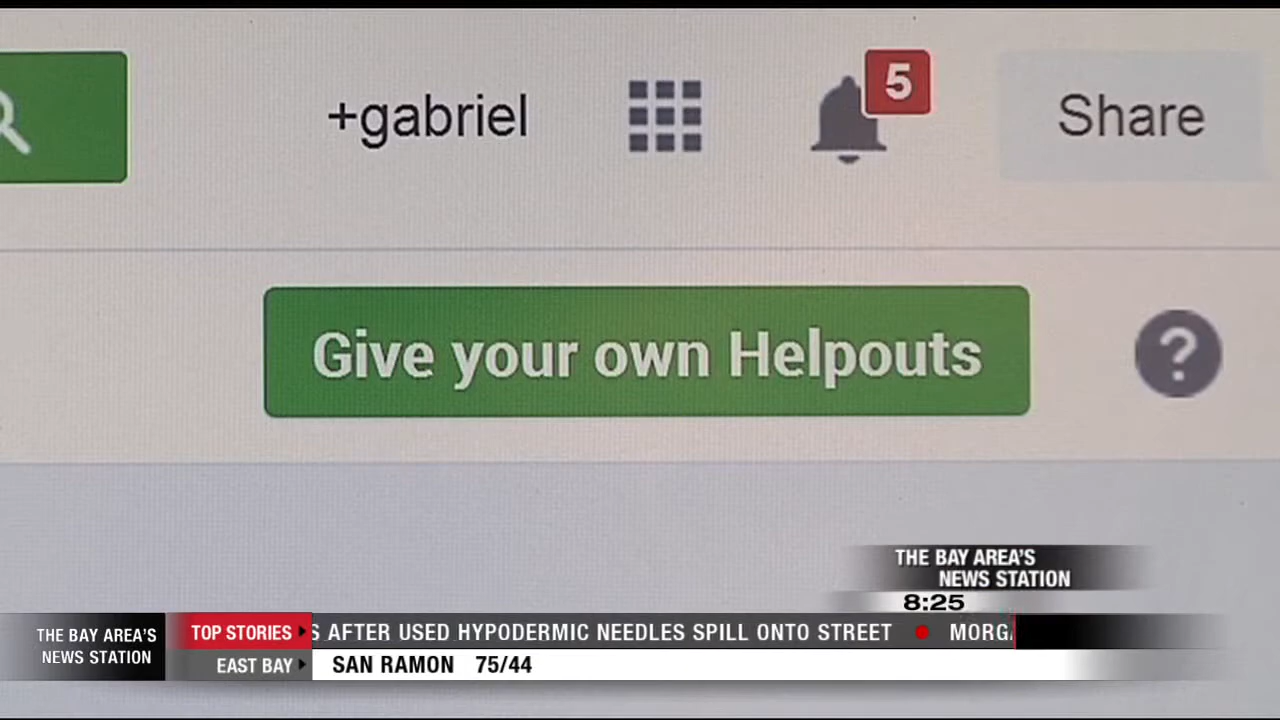 +gabriel
5
Share
Give your own Helpouts
?
THE BAY AREA'S
NEWS STATION
8:25
THE BAY AREA'S
NEWS STATION
TOP STORIES
S AFTER USED HYPODERMIC NEEDLES SPILL ONTO STREET
MORGA
EAST BAY
SAN RAMON 75/44